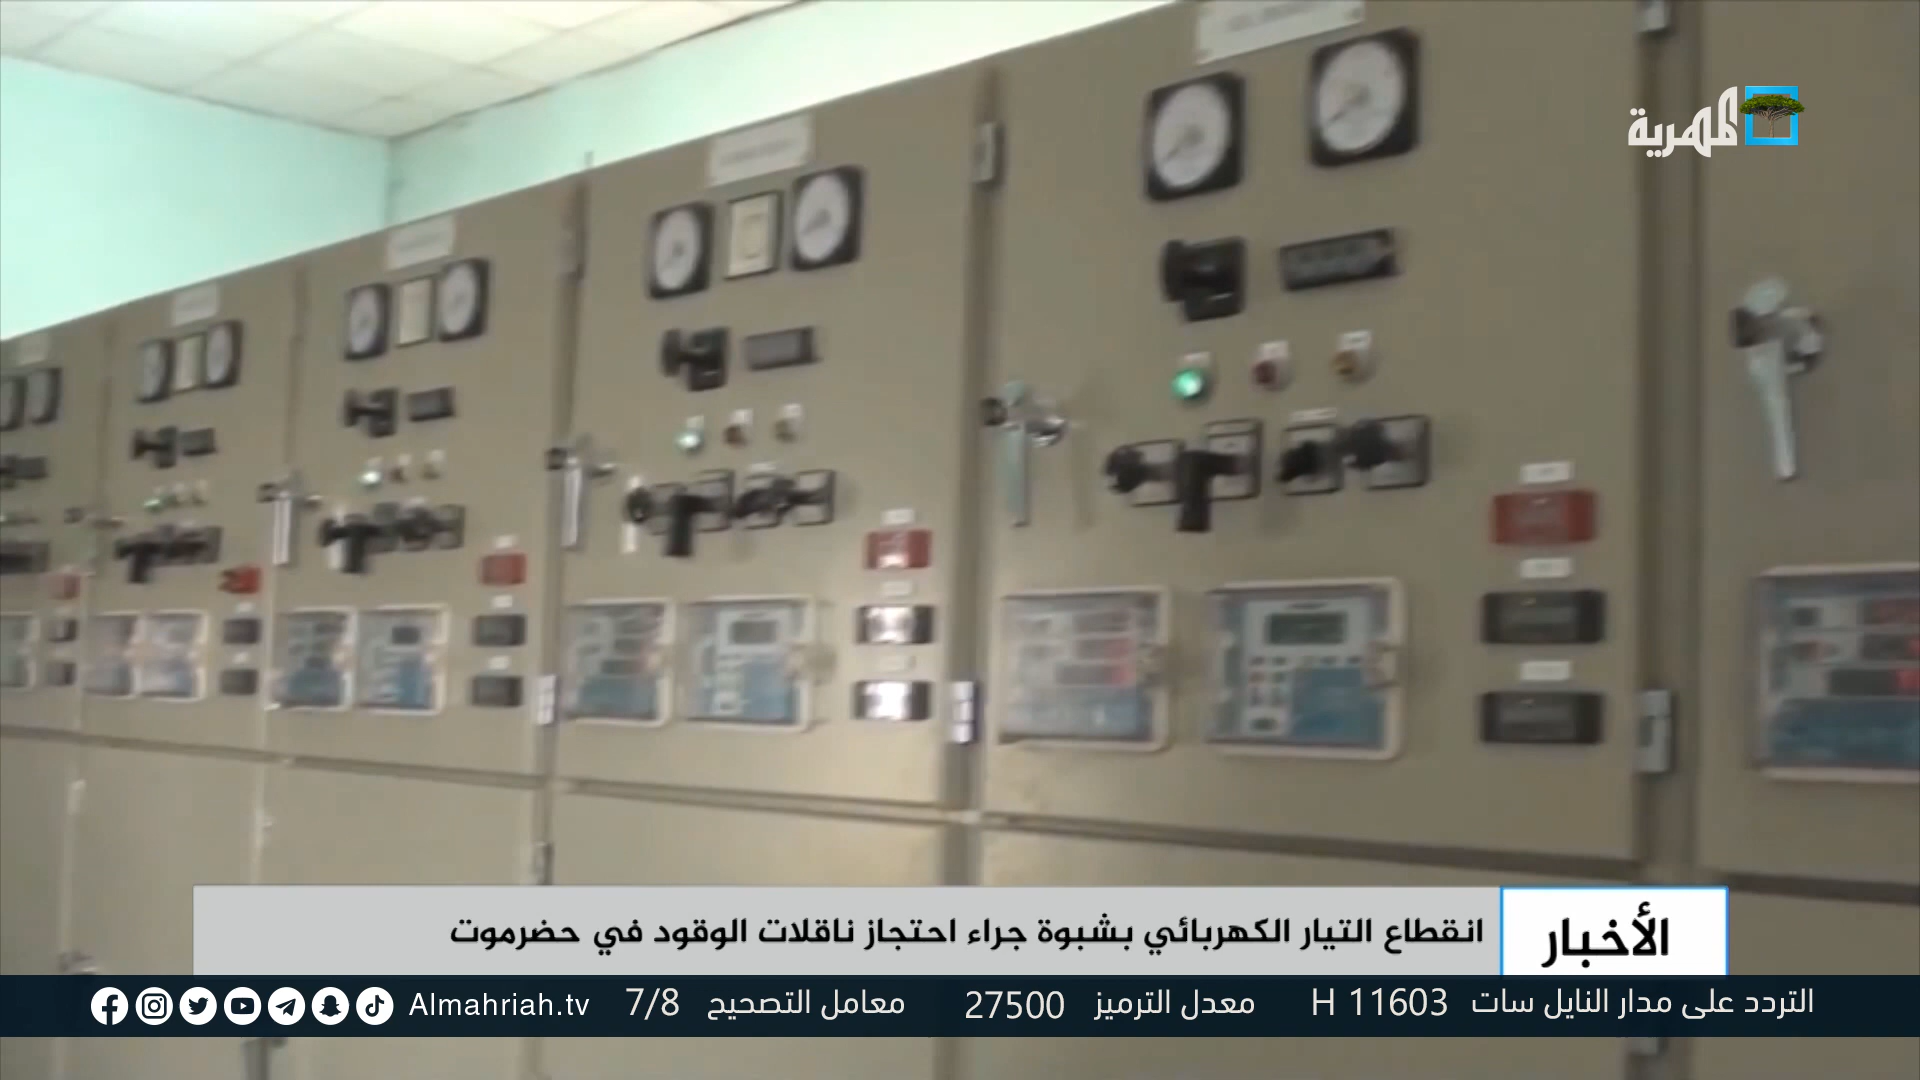 المهرية
الأخبار
انقطاع التيار الكهربائي بشبوة جراء احتجاز ناقلات الوقود في حضرموت
التردد على مدار النايل سات H 11603 معدل الترميز 27500 معامل التصحيح 7/8 Almahriah.tv